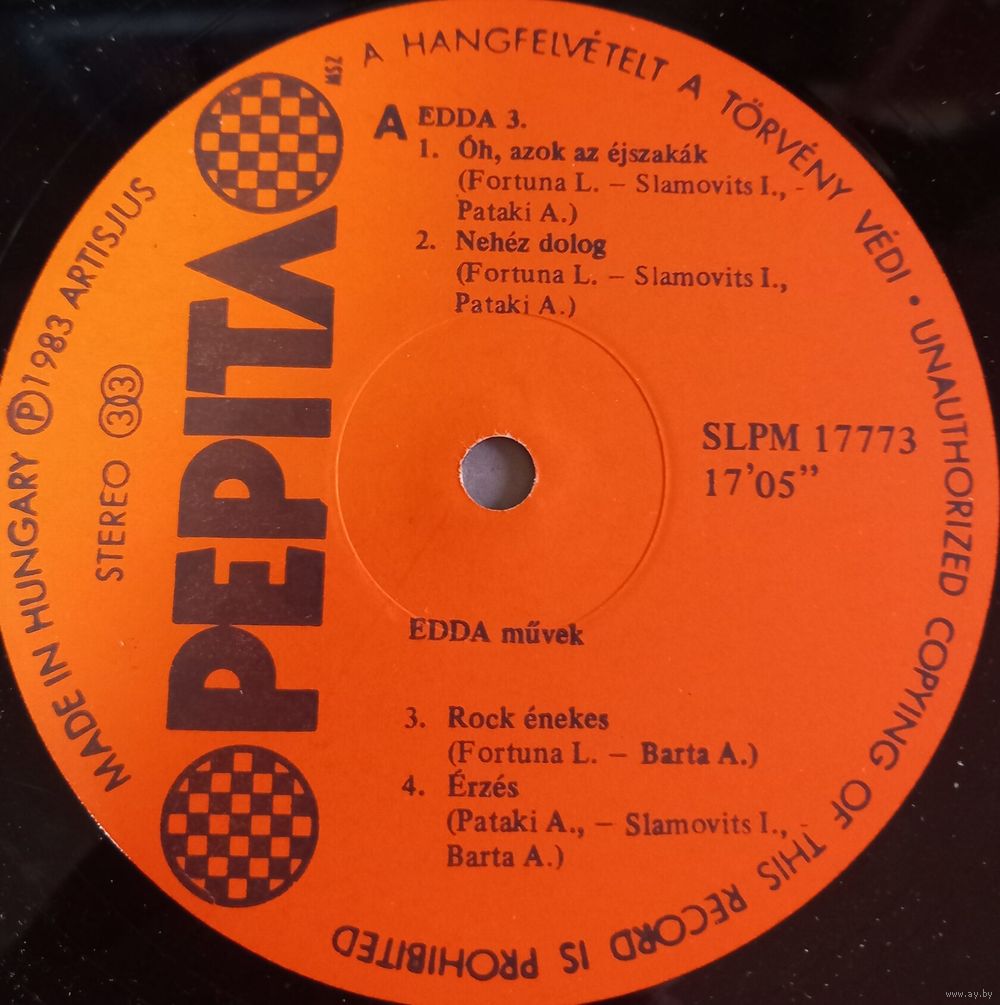 A HANGFELVÉTELT A TÖRVÉNY VÉDI • UNAUTHORIZED COPYING OF THIS RECORD IS PROHIBITED
MADE IN HUNGARY Ⓟ 1983 ARTISJUS
MSZ
STEREO 33
PEPITA
A EDDA 3.
1. Óh, azok az éjszakák
(Fortuna L. – Slamovits I., -
Pataki A.)
2. Nehéz dolog
(Fortuna L. – Slamovits I.,
Pataki A.)
SLPM 17773
17'05"
EDDA művek
3. Rock énekes
(Fortuna L. – Barta A.)
4. Érzés
(Pataki A., – Slamovits I., -
Barta A.)
www.ay.by